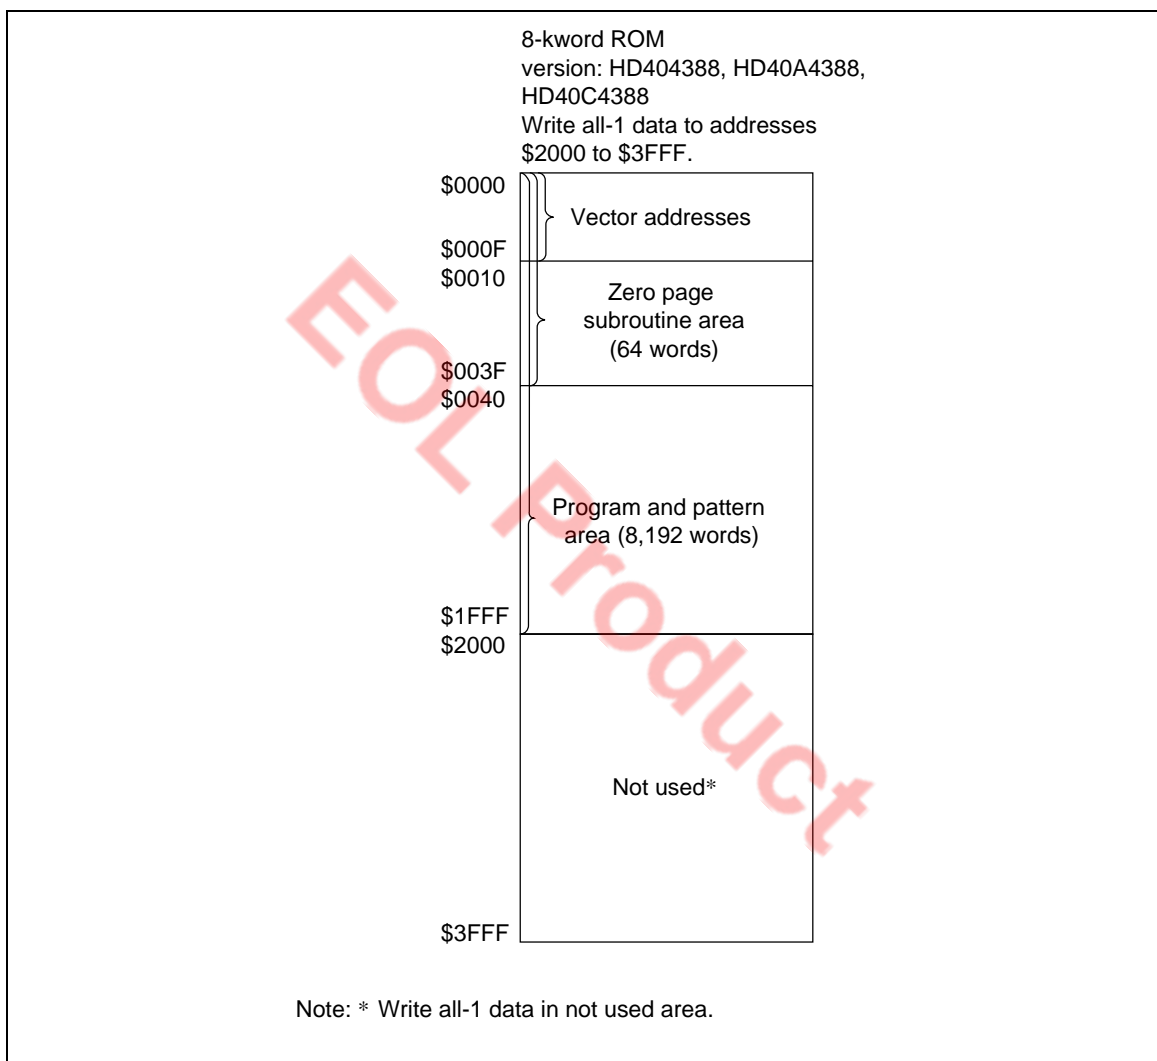 8-kword ROM
version: HD404388, HD40A4388,
HD40C4388
Write all-1 data to addresses
$2000 to $3FFF.
$0000
Vector addresses
$000F
$0010
Zero page
subroutine area
(64 words)
$003F
$0040
Program and pattern
area (8,192 words)
$1FFF
$2000
Not used*
$3FFF
Note: * Write all-1 data in not used area.
EOL Product